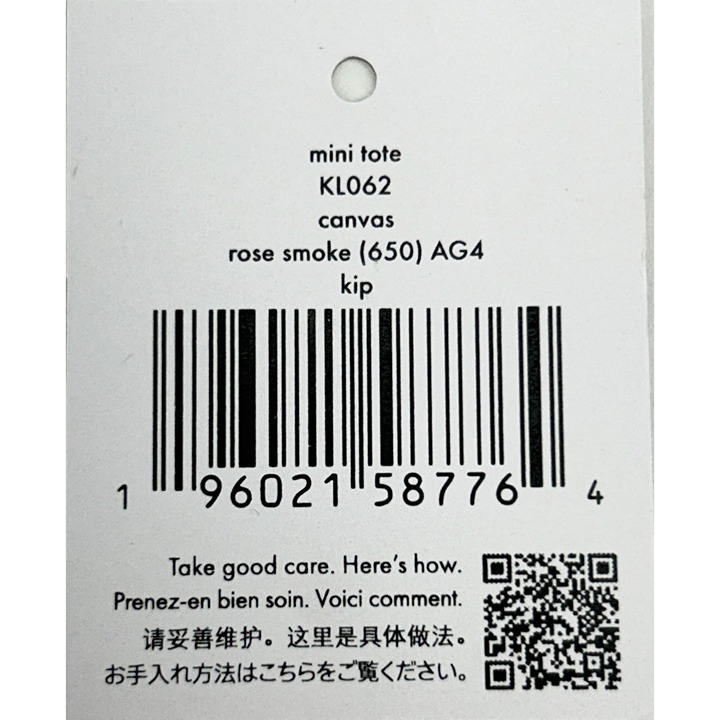 mini tote
KL062
canvas
rose smoke (650) AG4
kip
1 96021 58776 4
Take good care. Here's how.
Prenez-en bien soin. Voici comment.
请妥善维护。这里是具体做法。
お手入れ方法はこちらをご覧ください。